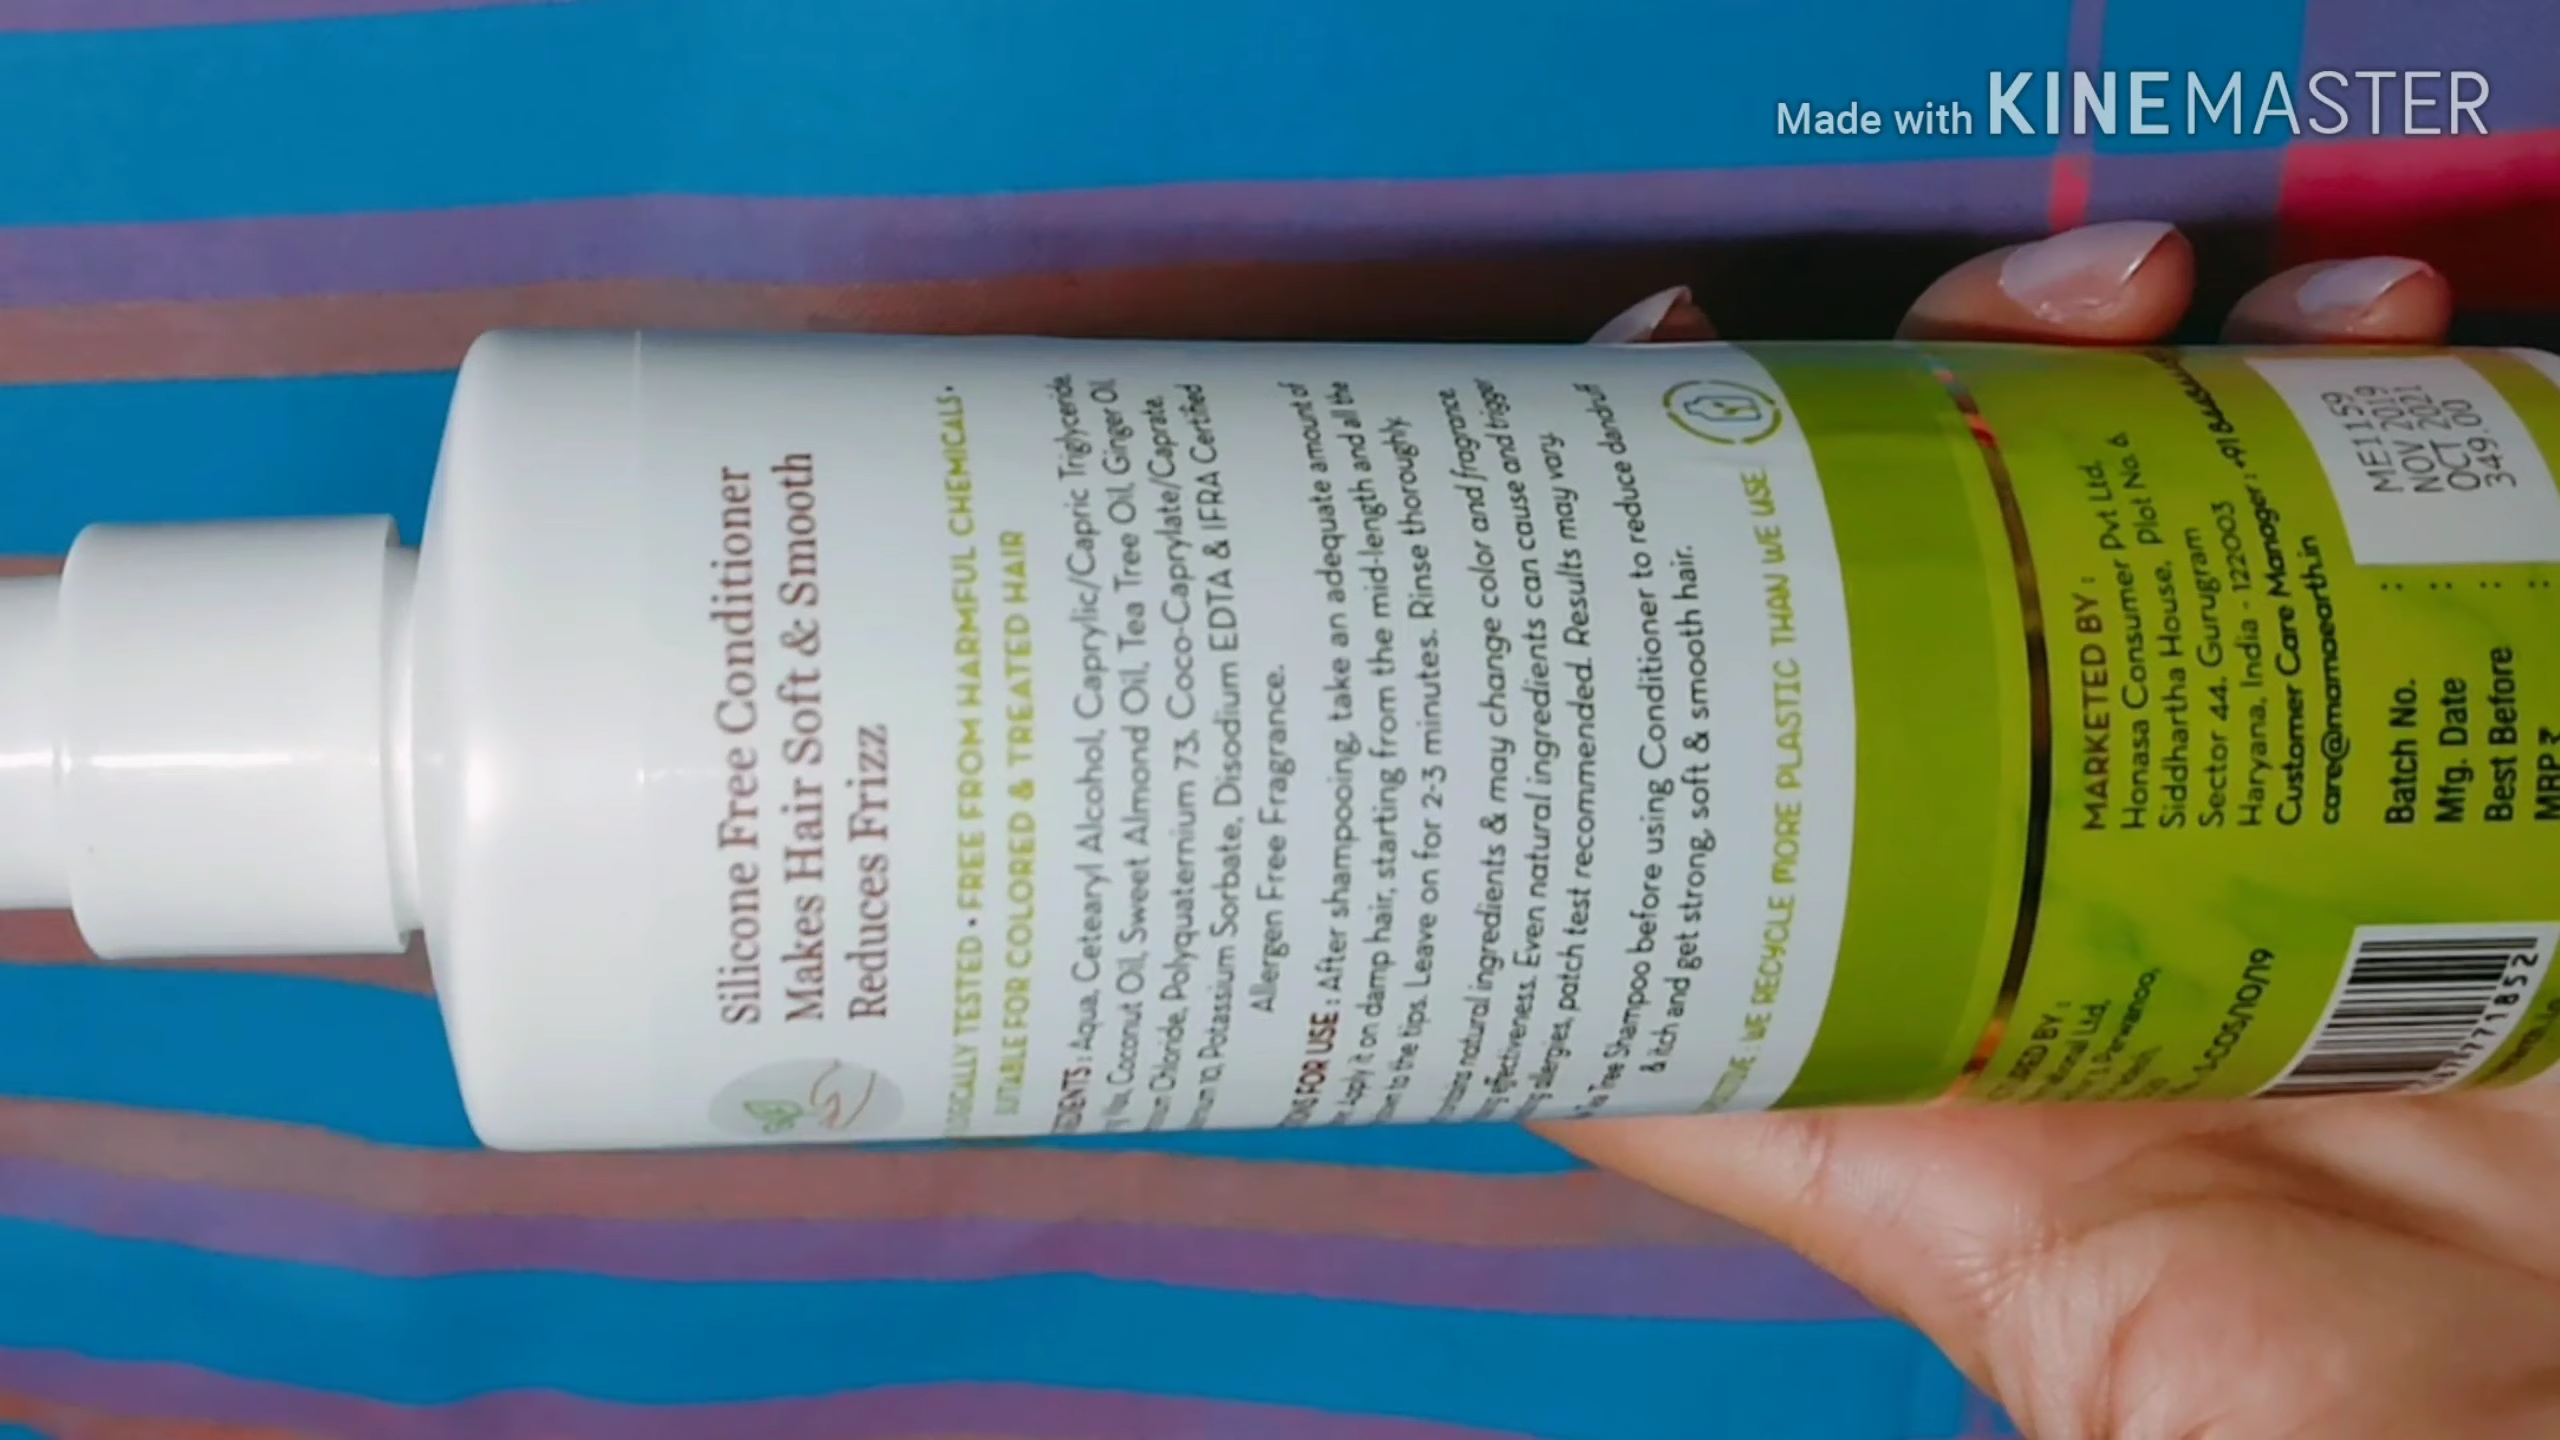 Made with KINEMASTER
Silicone Free Conditioner
Makes Hair Soft & Smooth
Reduces Frizz
TESTED • FREE FROM HARMFUL CHEMICALS •
FOR COLORED & TREATED HAIR
: Aqua, Cetearyl Alcohol, Caprylic/Capric Triglyceride,
Coconut Oil, Sweet Almond Oil, Tea Tree Oil, Ginger Oil
Chloride, Polyquaternium 73, Coco-Caprylate/Caprate,
10, Potassium Sorbate, Disodium EDTA & IFRA Certified
Allergen Free Fragrance.
FOR USE : After shampooing, take an adequate amount of
Apply it on damp hair, starting from the mid-length and all the
to the tips. Leave on for 2-3 minutes. Rinse thoroughly.
natural ingredients & may change color and fragrance
effectiveness. Even natural ingredients can cause and trigger
allergies, patch test recommended. Results may vary
Tree Shampoo before using Conditioner to reduce dandruff
& itch and get strong, soft & smooth hair.
WE RECYCLE MORE PLASTIC THAN WE USE
MARKETED BY :
Honasa Consumer Pvt Ltd.
Siddhartha House, Plot No. 6,
Sector 44, Gurugram
Haryana, India - 122003
Customer Care Manager : +91
care@mamaearth.in
Batch No. : ME1159
Mfg. Date : NOV 2019
Best Before : OCT 2021
MRP ₹ : 349.00
BY :
Ltd.
Parwanoo,